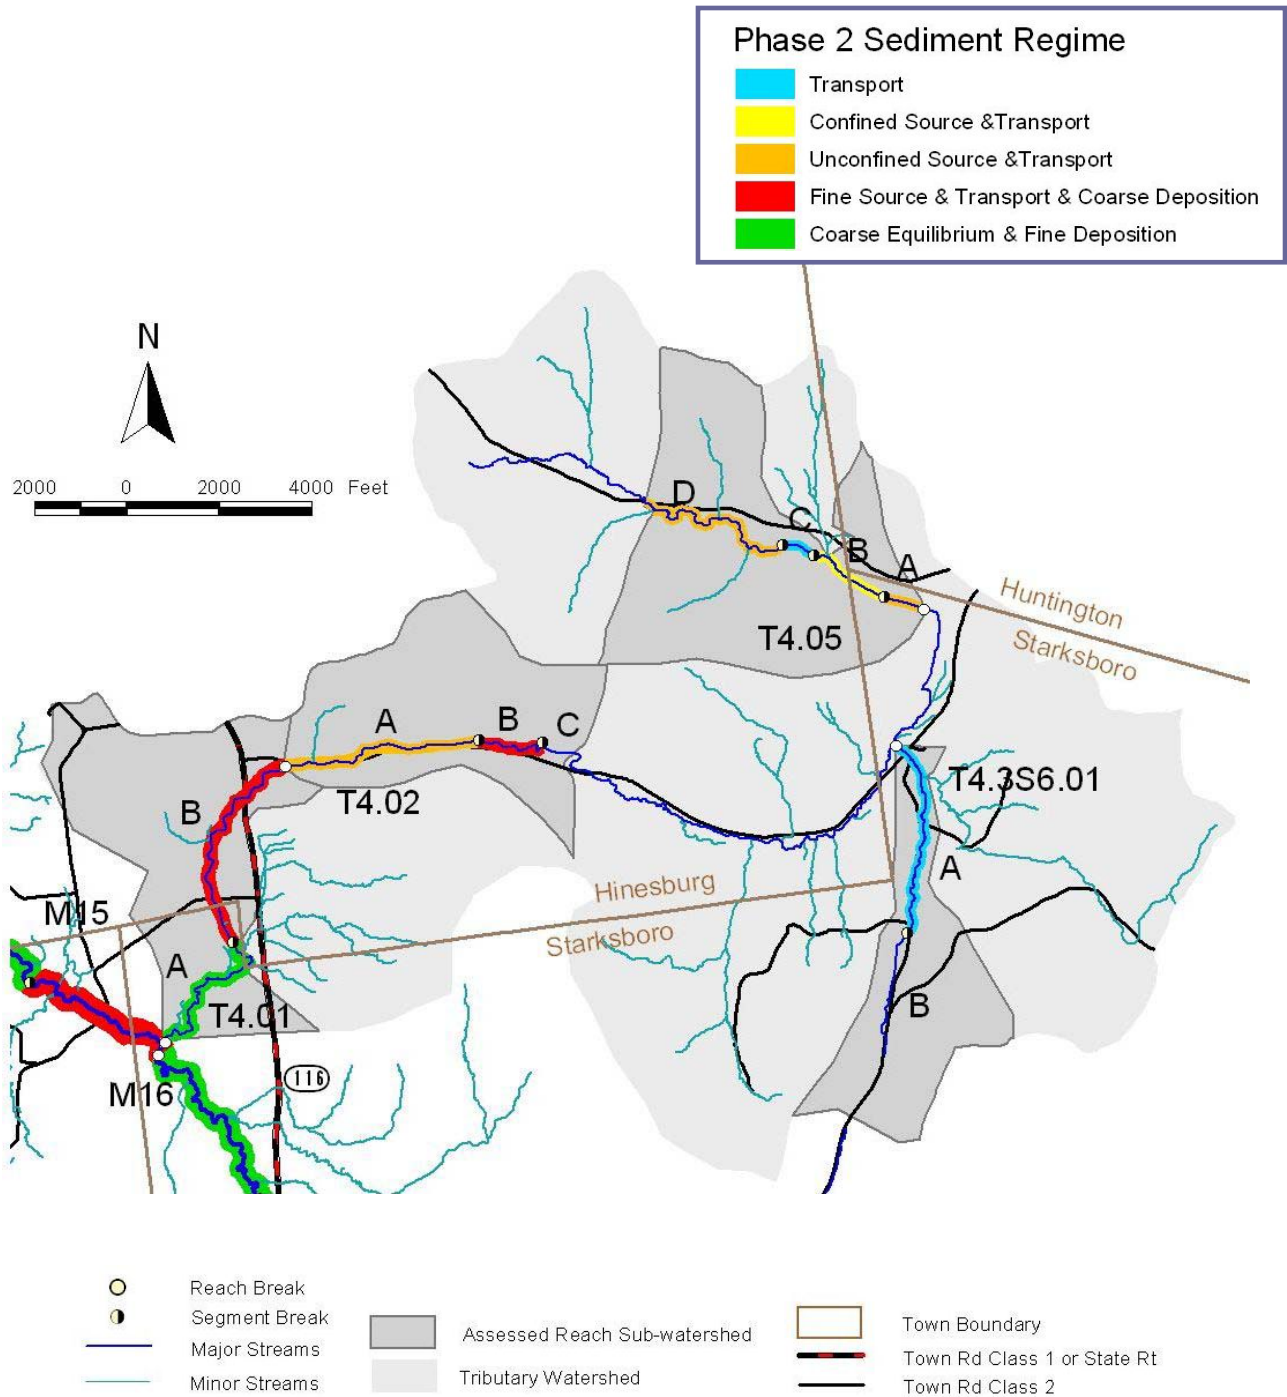 Phase 2 Sediment Regime
Transport
Confined Source &Transport
Unconfined Source &Transport
Fine Source & Transport & Coarse Deposition
Coarse Equilibrium & Fine Deposition
N
2000 0 2000 4000 Feet
D
C
B
A
Huntington
Starksboro
T4.05
A
B
C
T4.02
T4.3S6.01
B
A
Hinesburg
Starksboro
M15
A
B
T4.01
M16
116
Reach Break
Segment Break
Major Streams
Minor Streams
Assessed Reach Sub-watershed
Tributary Watershed
Town Boundary
Town Rd Class 1 or State Rt
Town Rd Class 2